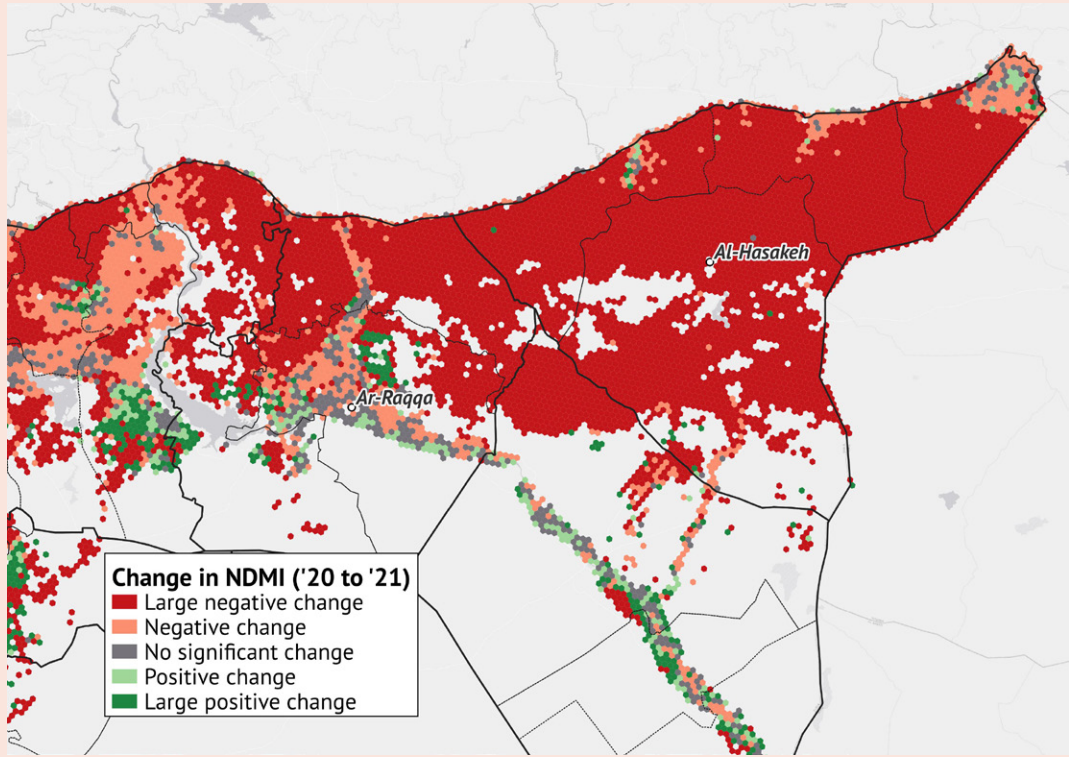 Al-Hasakeh
Ar-Raqqa
Change in NDMI ('20 to '21)
Large negative change
Negative change
No significant change
Positive change
Large positive change